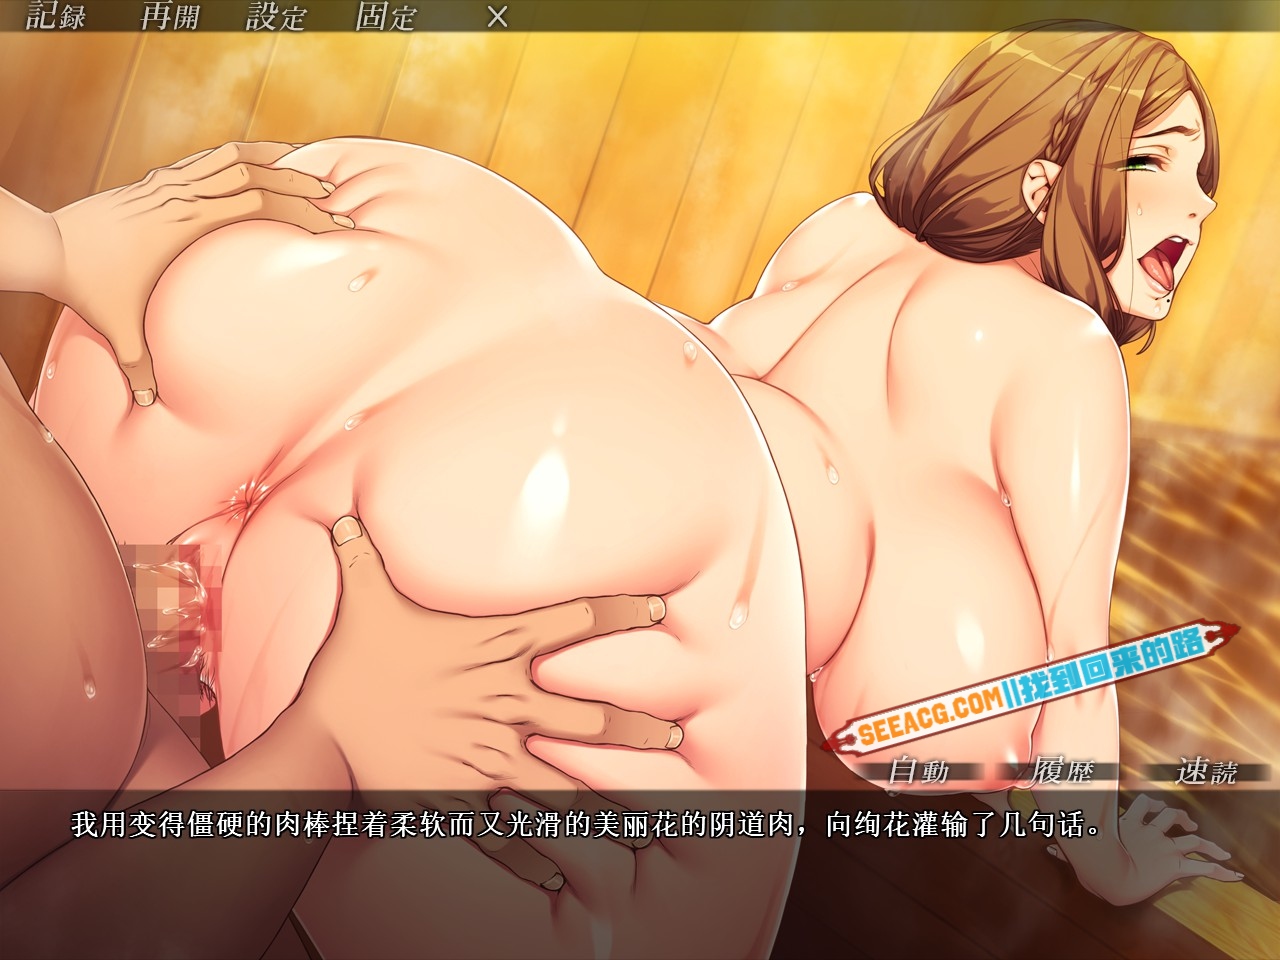 記録 再開 設定 固定 ×
SEEACG.COM||找到回来的路
自動 履歴 速読
我用变得僵硬的肉棒捏着柔软而又光滑的美丽花的阴道肉，向绚花灌输了几句话。